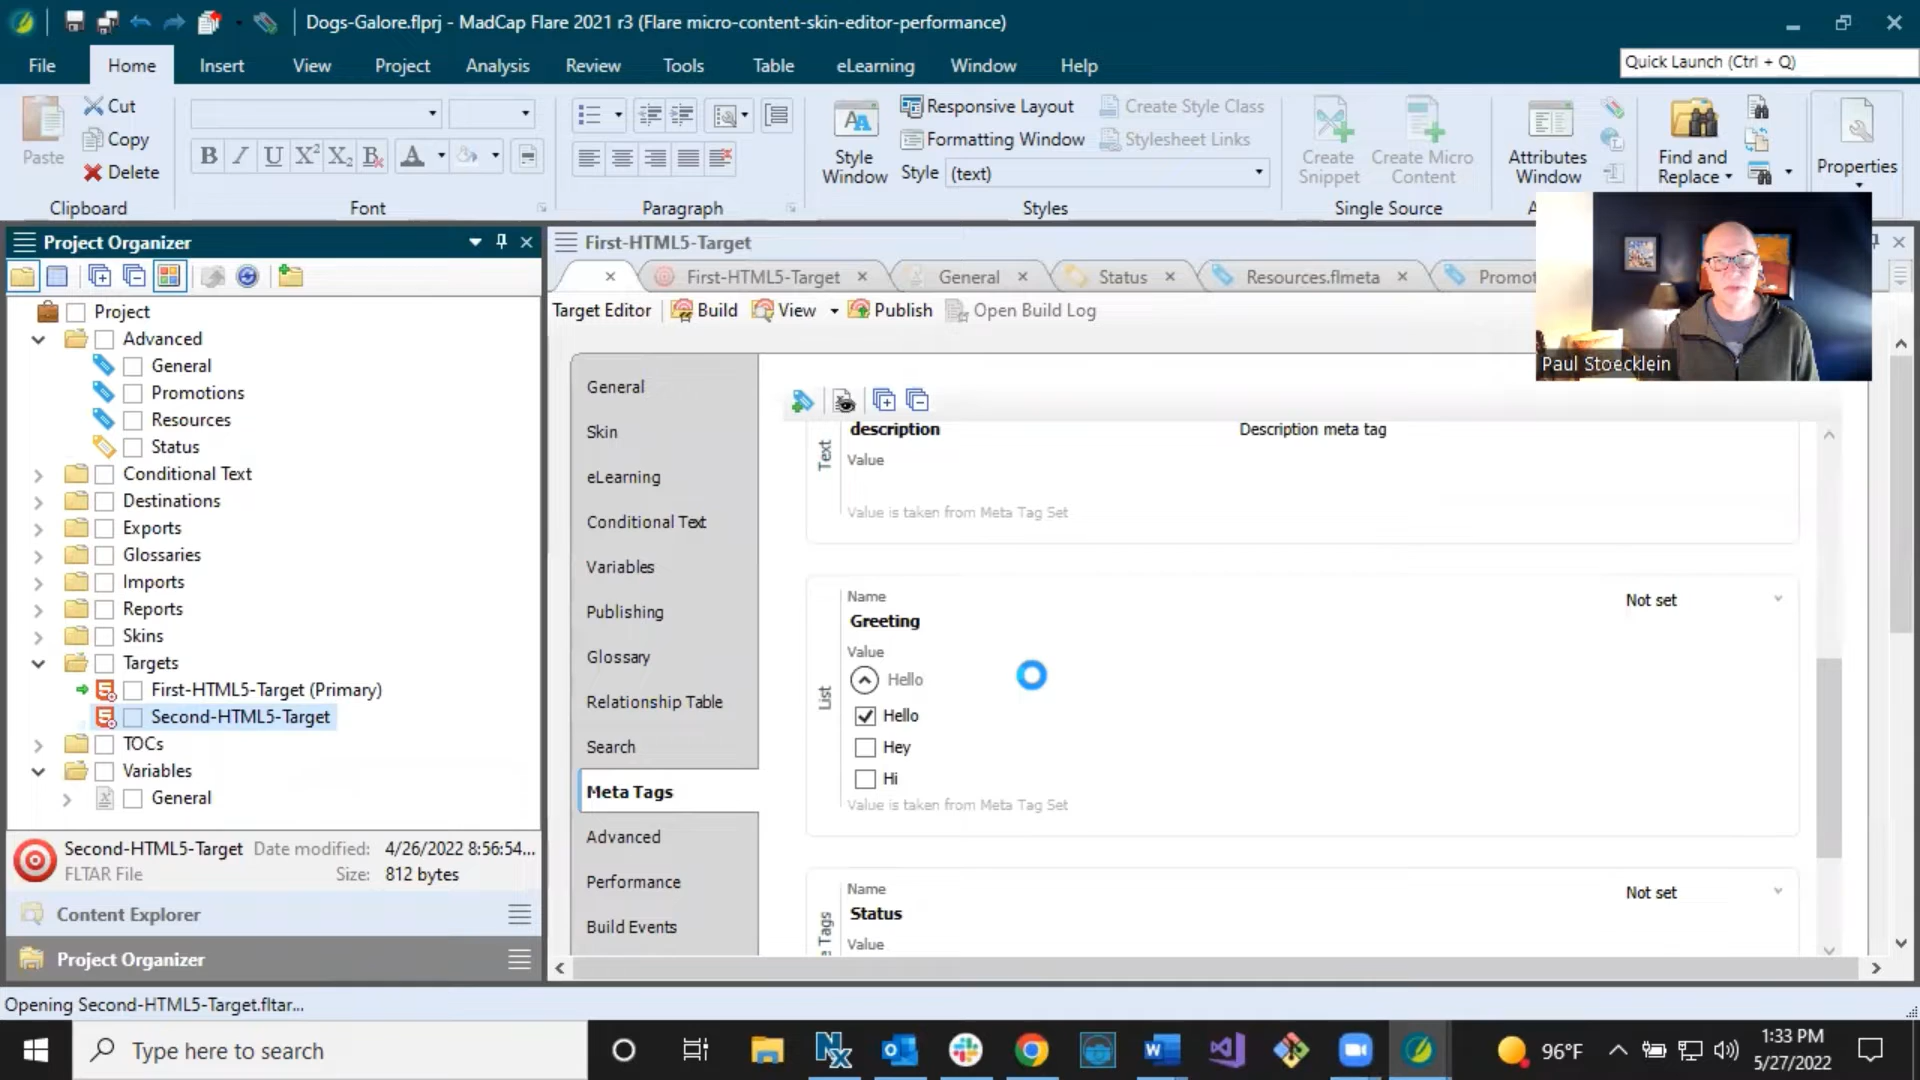 Dogs-Galore.flprj - MadCap Flare 2021 r3 (Flare micro-content-skin-editor-performance)
File Home Insert View Project Analysis Review Tools Table eLearning Window Help
Quick Launch (Ctrl + Q)
Paste
Cut
Copy
Delete
Clipboard
B I U X² X₂ B
A
Font
Paragraph
Style Window
Responsive Layout
Formatting Window
Style (text)
Create Style Class
Stylesheet Links
Styles
Create Snippet
Create Micro Content
Single Source
Attributes Window
Find and Replace
Properties
Project Organizer
Project
Advanced
General
Promotions
Resources
Status
Conditional Text
Destinations
Exports
Glossaries
Imports
Reports
Skins
Targets
First-HTML5-Target (Primary)
Second-HTML5-Target
TOCs
Variables
General
Second-HTML5-Target Date modified: 4/26/2022 8:56:54...
FLTAR File Size: 812 bytes
Content Explorer
Project Organizer
First-HTML5-Target
First-HTML5-Target General Status Resources.flmeta Promot
Target Editor Build View Publish Open Build Log
Paul Stoecklein
General
Skin
eLearning
Conditional Text
Variables
Publishing
Glossary
Relationship Table
Search
Meta Tags
Advanced
Performance
Build Events
Text
description Description meta tag
Value
Value is taken from Meta Tag Set
List
Name
Greeting
Not set
Value
Hello
Hello
Hey
Hi
Value is taken from Meta Tag Set
e Tags
Name
Status
Not set
Value
Opening Second-HTML5-Target.fltar...
Type here to search
96°F
1:33 PM
5/27/2022